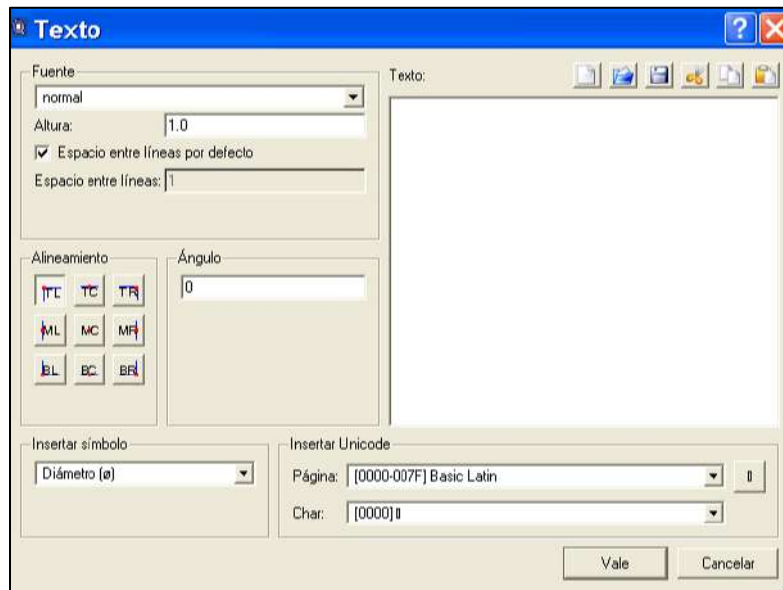 Texto
Fuente
normal
Altura: 1.0
Espacio entre líneas por defecto
Espacio entre líneas: 1
Texto:
Alineamiento
TL TC TR
ML MC MR
BL BC BR
Ángulo
0
Insertar símbolo
Diámetro (ø)
Insertar Unicode
Página: [0000-007F] Basic Latin
Char: [0000]
Vale Cancelar